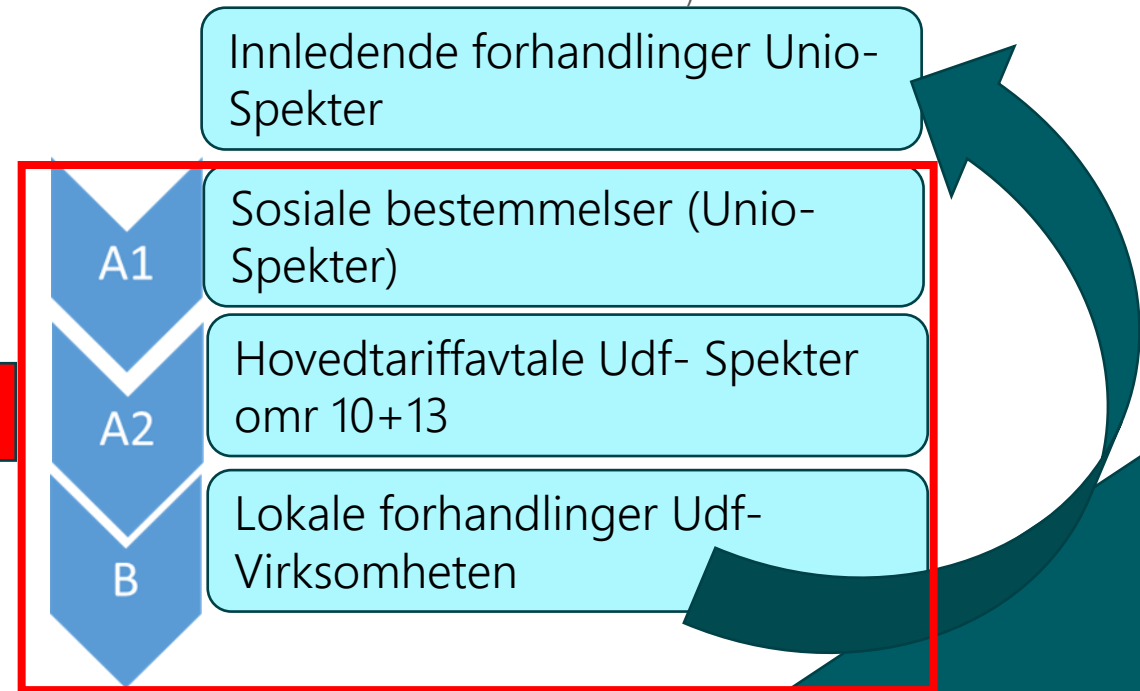 Innledende forhandlinger Unio-
Spekter
A1
Sosiale bestemmelser (Unio-
Spekter)
A2
Hovedtariffavtale Udf- Spekter
omr 10+13
B
Lokale forhandlinger Udf-
Virksomheten